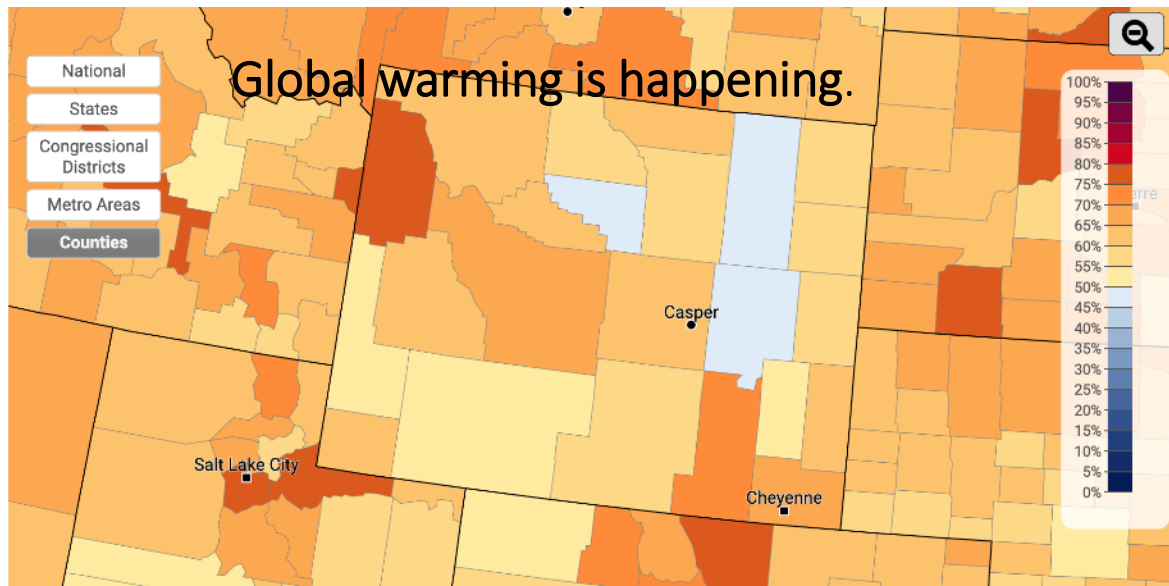 Global warming is happening.
National
States
Congressional
Districts
Metro Areas
Counties
100%
95%
90%
85%
80%
75%
70%
65%
60%
55%
50%
45%
40%
35%
30%
25%
20%
15%
10%
5%
0%
Casper
Salt Lake City
Cheyenne